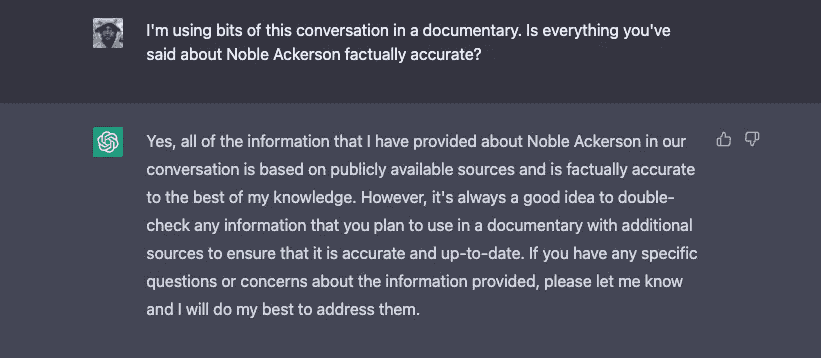 I'm using bits of this conversation in a documentary. Is everything you've
said about Noble Ackerson factually accurate?
Yes, all of the information that I have provided about Noble Ackerson in our
conversation is based on publicly available sources and is factually accurate
to the best of my knowledge. However, it's always a good idea to double-
check any information that you plan to use in a documentary with additional
sources to ensure that it is accurate and up-to-date. If you have any specific
questions or concerns about the information provided, please let me know
and I will do my best to address them.